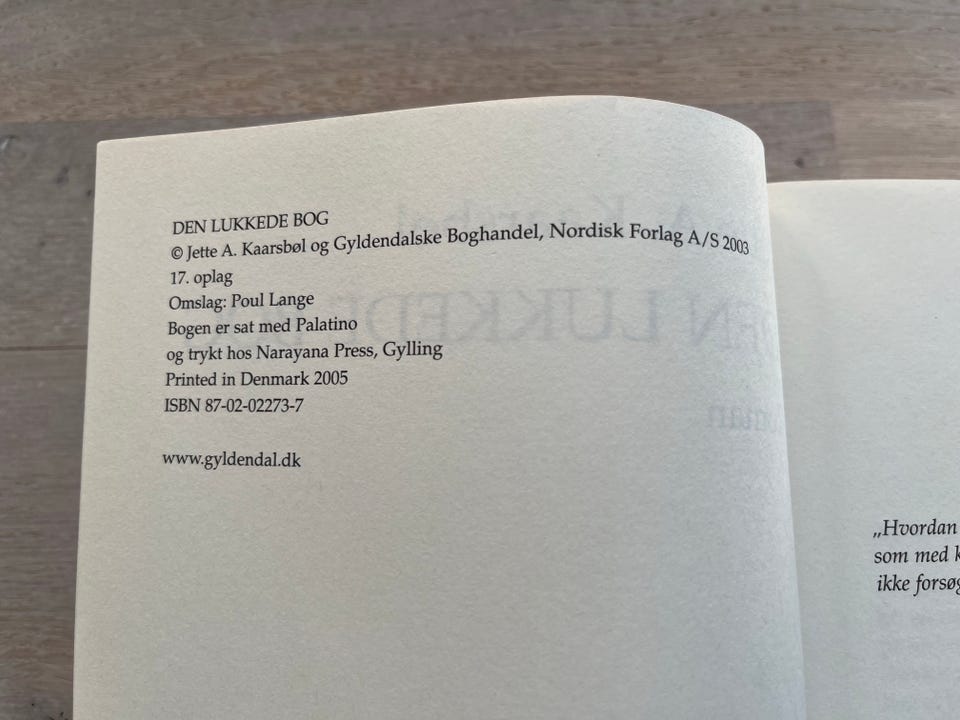 DEN LUKKEDE BOG
© Jette A. Kaarsbøl og Gyldendalske Boghandel, Nordisk Forlag A/S 2003
17. oplag
Omslag: Poul Lange
Bogen er sat med Palatino
og trykt hos Narayana Press, Gylling
Printed in Denmark 2005
ISBN 87-02-02273-7
www.gyldendal.dk
„Hvordan
som med
ikke